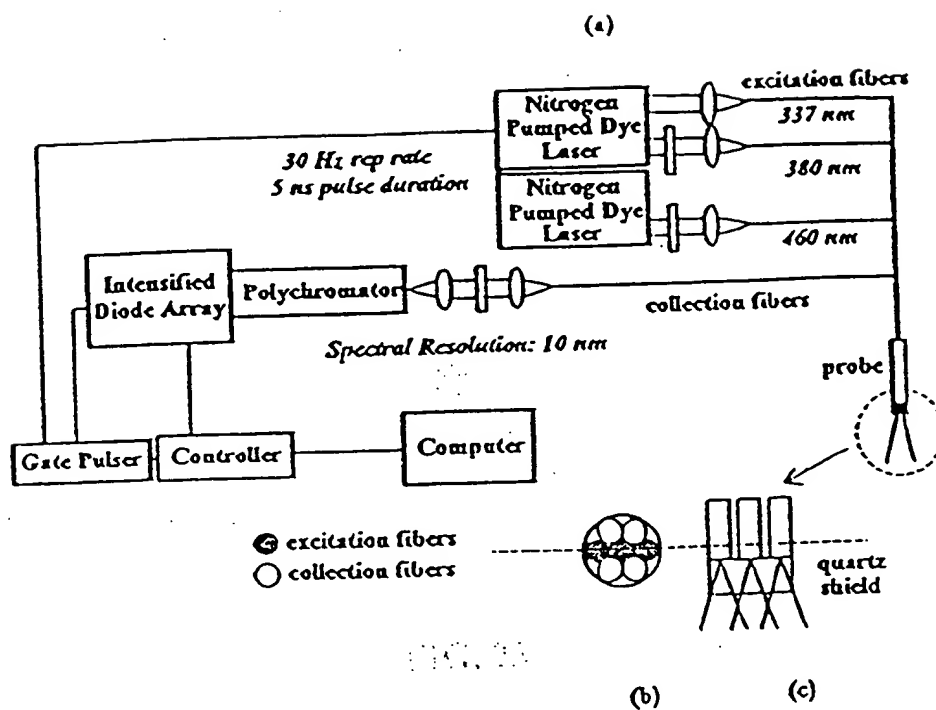 (a)
excitation fibers
Nitrogen
Pumped Dye
Laser
337 nm
380 nm
30 Hz rep rate
5 ns pulse duration
Nitrogen
Pumped Dye
Laser
460 nm
Intensified
Diode Array
Polychromator
collection fibers
Spectral Resolution: 10 nm
probe
Gate Pulser
Controller
Computer
excitation fibers
collection fibers
quartz
shield
(b)
(c)